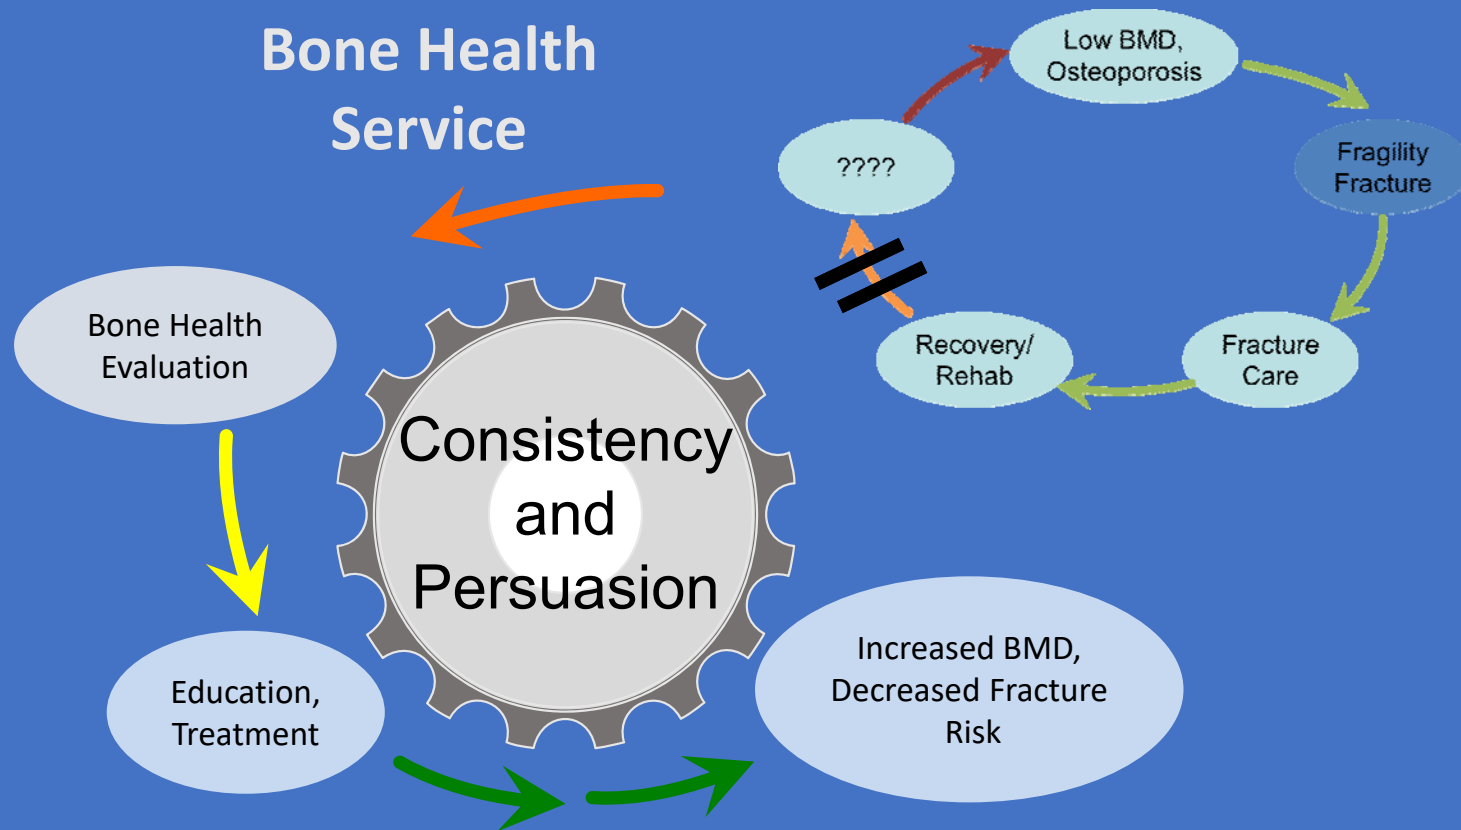 Bone Health
Service
Low BMD,
Osteoporosis
????
Fragility
Fracture
Recovery/
Rehab
Fracture
Care
Bone Health
Evaluation
Consistency
and
Persuasion
Education,
Treatment
Increased BMD,
Decreased Fracture
Risk